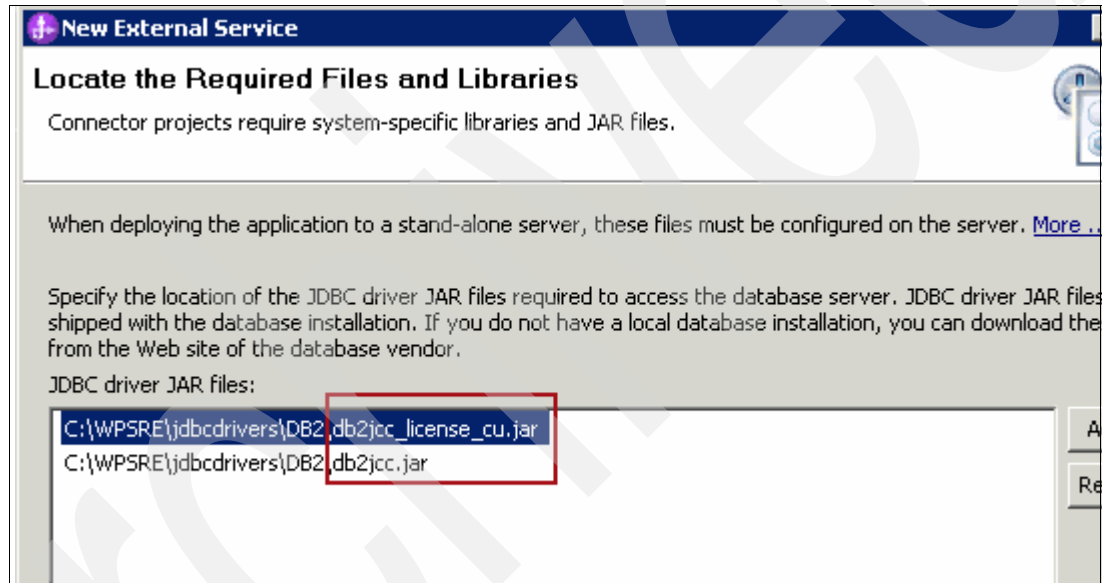 New External Service
Locate the Required Files and Libraries
Connector projects require system-specific libraries and JAR files.
When deploying the application to a stand-alone server, these files must be configured on the server. More ..
Specify the location of the JDBC driver JAR files required to access the database server. JDBC driver JAR files
shipped with the database installation. If you do not have a local database installation, you can download the
from the Web site of the database vendor.
JDBC driver JAR files:
C:\WPSRE\jdbcdrivers\DB2\db2jcc_license_cu.jar
A
C:\WPSRE\jdbcdrivers\DB2\db2jcc.jar
Re